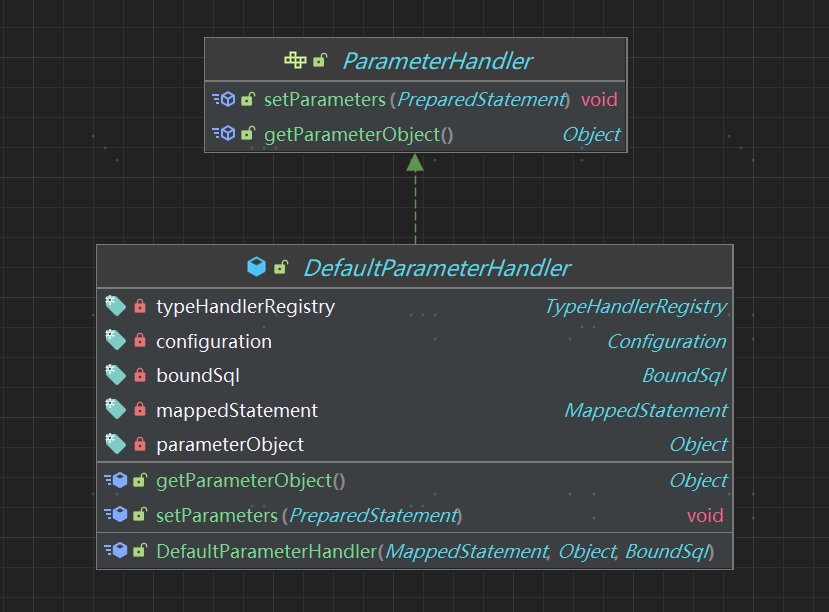 ParameterHandler
setParameters(PreparedStatement) void
getParameterObject() Object
DefaultParameterHandler
typeHandlerRegistry TypeHandlerRegistry
configuration Configuration
boundSql BoundSql
mappedStatement MappedStatement
parameterObject Object
getParameterObject() Object
setParameters(PreparedStatement) void
DefaultParameterHandler(MappedStatement, Object, BoundSql)